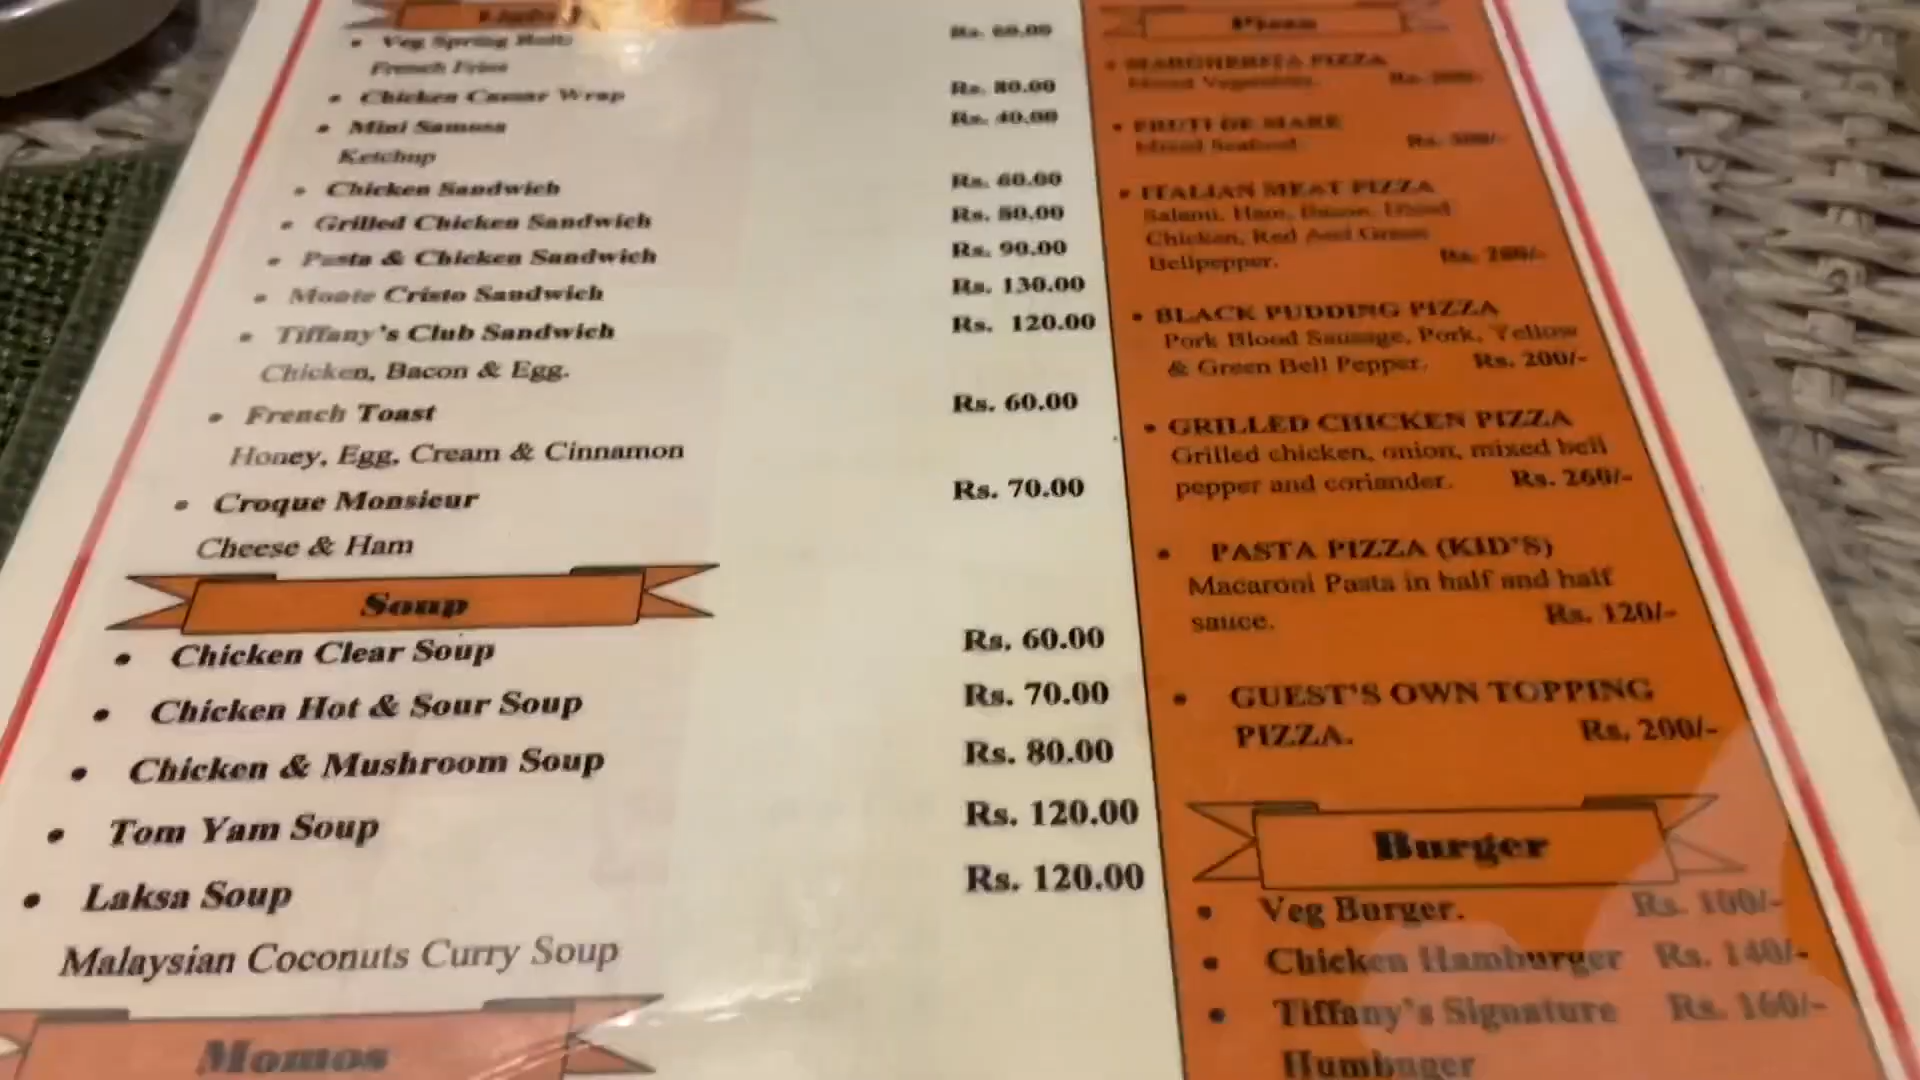 Veg Spring Rolls Rs. 60.00
French Fries
Chicken Caesar Wrap Rs. 80.00
Mini Samosa Rs. 40.00
Ketchup
Chicken Sandwich Rs. 60.00
Grilled Chicken Sandwich Rs. 80.00
Pasta & Chicken Sandwich Rs. 90.00
Monte Cristo Sandwich Rs. 130.00
Tiffany's Club Sandwich Rs. 120.00
Chicken, Bacon & Egg.
French Toast Rs. 60.00
Honey, Egg, Cream & Cinnamon
Croque Monsieur Rs. 70.00
Cheese & Ham
Soup
Chicken Clear Soup Rs. 60.00
Chicken Hot & Sour Soup Rs. 70.00
Chicken & Mushroom Soup Rs. 80.00
Tom Yam Soup Rs. 120.00
Laksa Soup Rs. 120.00
Malaysian Coconuts Curry Soup
Momos
Pizza
MARGHERITA PIZZA
Mixed Vegetables. Rs.
FRUTI DE MARE
Mixed Seafood. Rs.
ITALIAN MEAT PIZZA
Salami, Ham, Bacon,
Chicken, Red And Green
Bellpepper. Rs.
BLACK PUDDING PIZZA
Pork Blood Sausage, Pork, Yellow
& Green Bell Pepper. Rs. 200/-
GRILLED CHICKEN PIZZA
Grilled chicken, onion, mixed bell
pepper and coriander. Rs. 260/-
PASTA PIZZA (KID'S)
Macaroni Pasta in half and half
sauce. Rs. 120/-
GUEST'S OWN TOPPING
PIZZA. Rs. 200/-
Burger
Veg Burger. Rs. 100/-
Chicken Hamburger Rs. 140/-
Tiffany's Signature Rs. 160/-
Humbuger